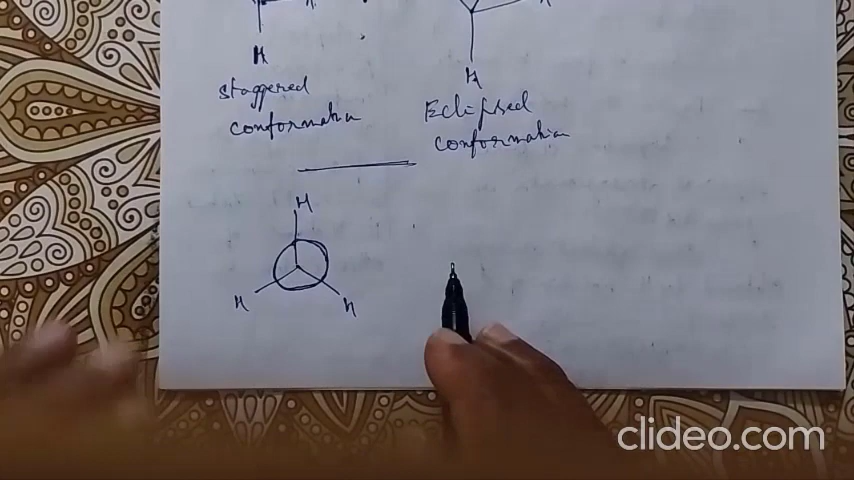 H
H
H
staggered
Eclipsed
conformation
conformation
H
H
H
clideo.com